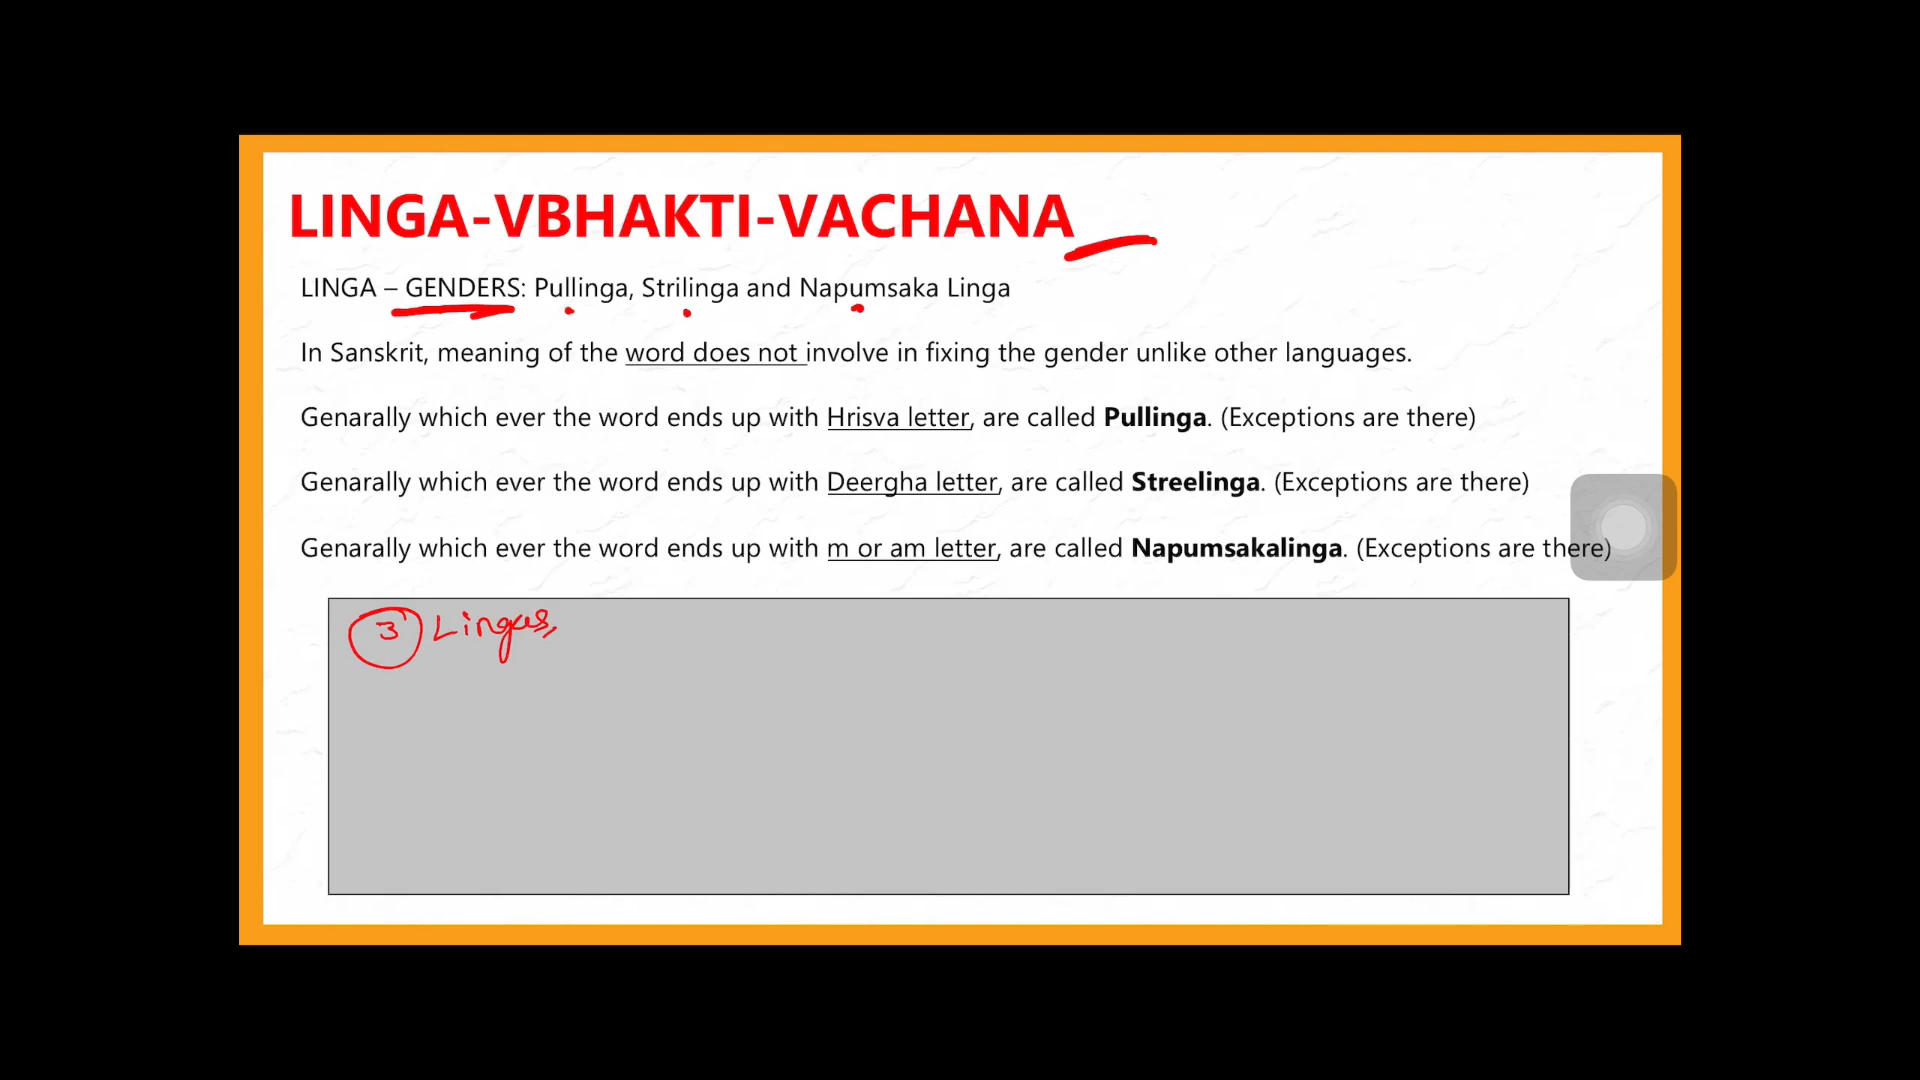 LINGA-VBHAKTI-VACHANA
LINGA – GENDERS: Pullinga, Strilinga and Napumsaka Linga
In Sanskrit, meaning of the word does not involve in fixing the gender unlike other languages.
Genarally which ever the word ends up with Hrisva letter, are called Pullinga. (Exceptions are there)
Genarally which ever the word ends up with Deergha letter, are called Streelinga. (Exceptions are there)
Genarally which ever the word ends up with m or am letter, are called Napumsakalinga. (Exceptions are there)
3 Lingas,